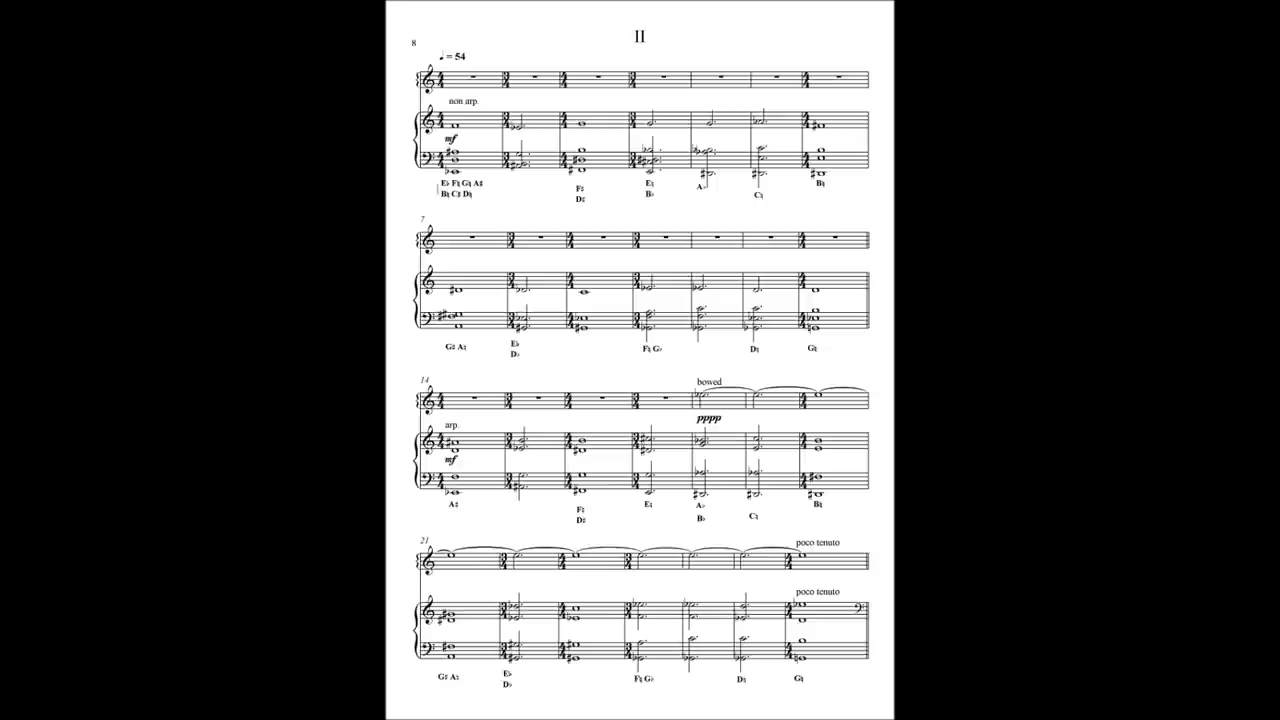 II
8
♩ = 54
non arp.
mf
E♭ F♮ G♮ A♯ F♯ E♮ A♭ C♮ B♮
B♮ C♯ D♮ D♯ B♭
7
G♯ A♮ E♭ F♮ G♭ D♮ G♮
D♭
14
bowed
pppp
arp.
mf
A♯ F♯ E♮ A♭ C♮ B♮
D♯ B♭
21
poco tenuto
poco tenuto
G♯ A♮ E♭ F♮ G♭ D♮ G♮
D♭